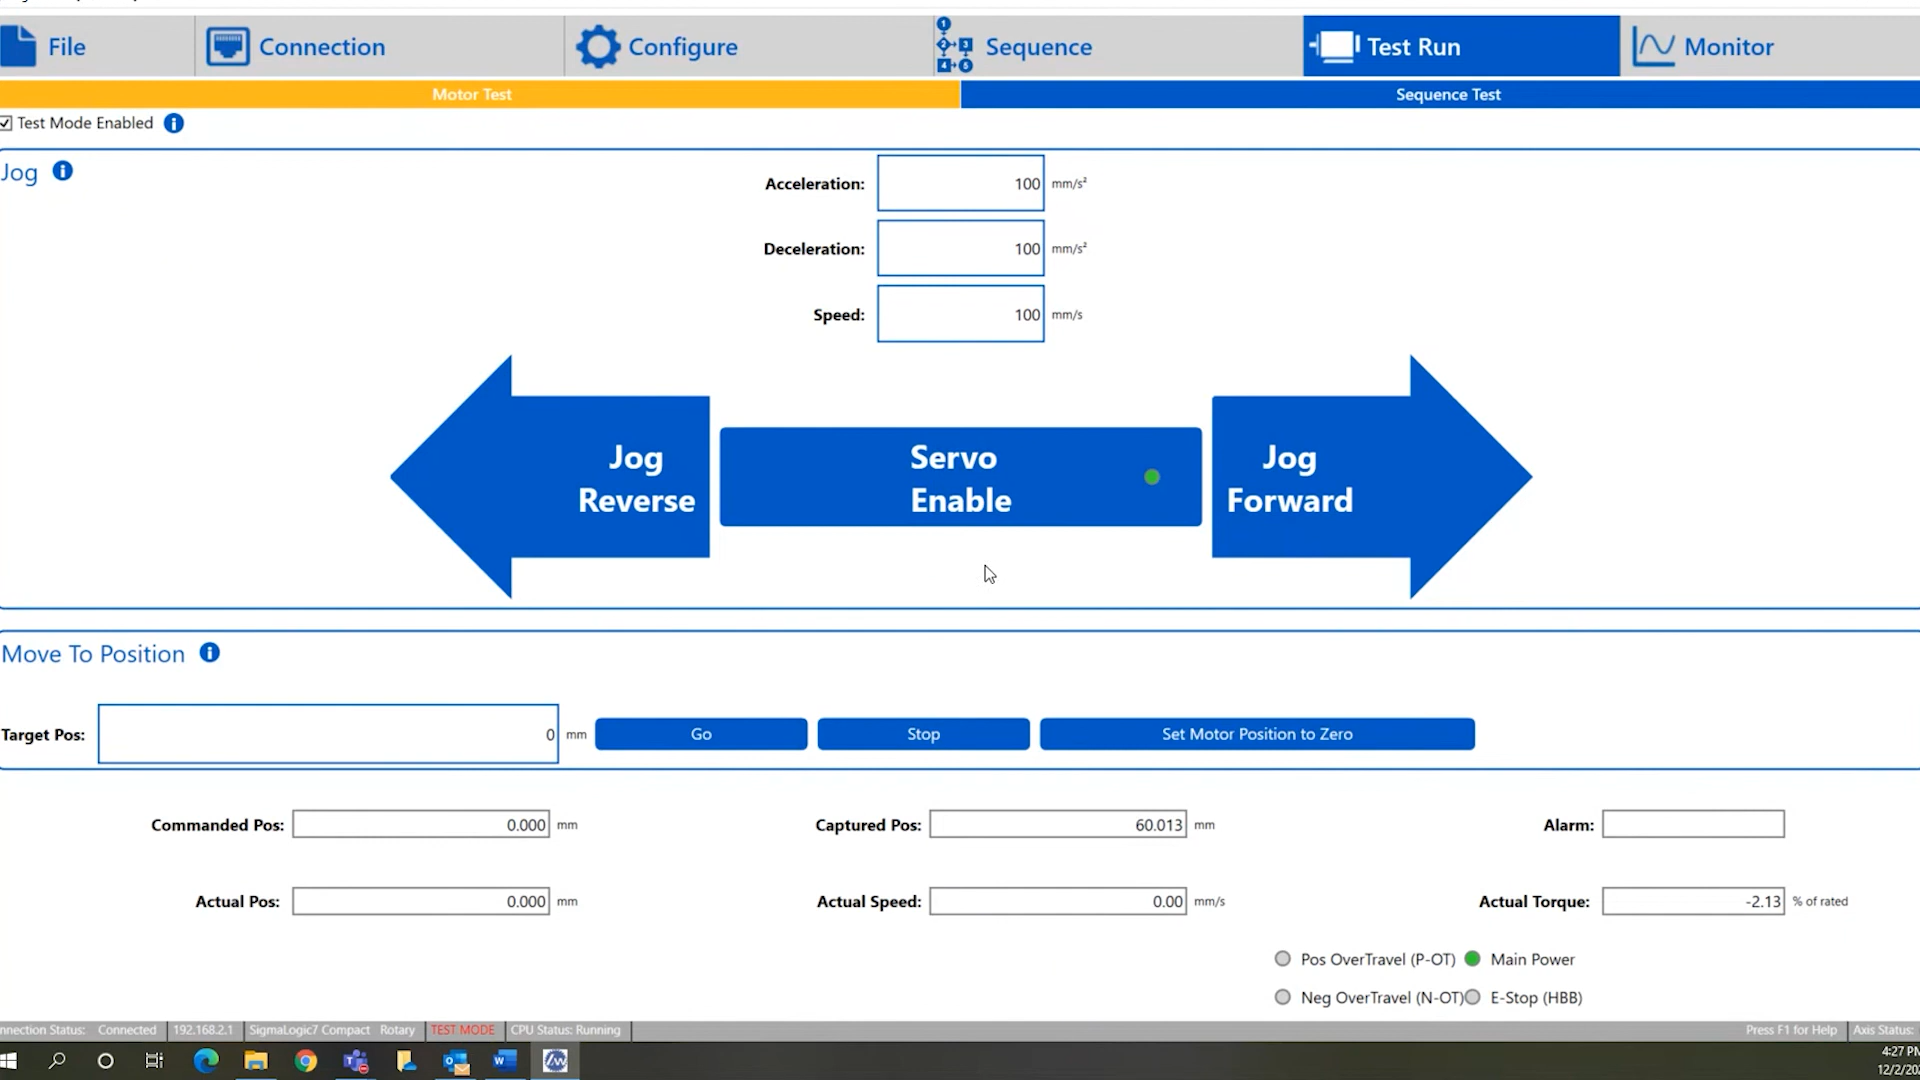 File
Connection
Configure
Sequence
Test Run
Monitor
Motor Test
Sequence Test
Test Mode Enabled
Jog
Acceleration: 100 mm/s²
Deceleration: 100 mm/s²
Speed: 100 mm/s
Jog
Reverse
Servo
Enable
Jog
Forward
Move To Position
Target Pos: 0 mm Go Stop Set Motor Position to Zero
Commanded Pos: 0.000 mm Captured Pos: 60.013 mm Alarm:
Actual Pos: 0.000 mm Actual Speed: 0.00 mm/s Actual Torque: -2.13 % of rated
Pos OverTravel (P-OT) Main Power
Neg OverTravel (N-OT) E-Stop (HBB)
nnection Status: Connected 192.168.2.1 SigmaLogic7 Compact Rotary TEST MODE CPU Status: Running Press F1 for Help Axis Status:
4:27 PM
12/2/202